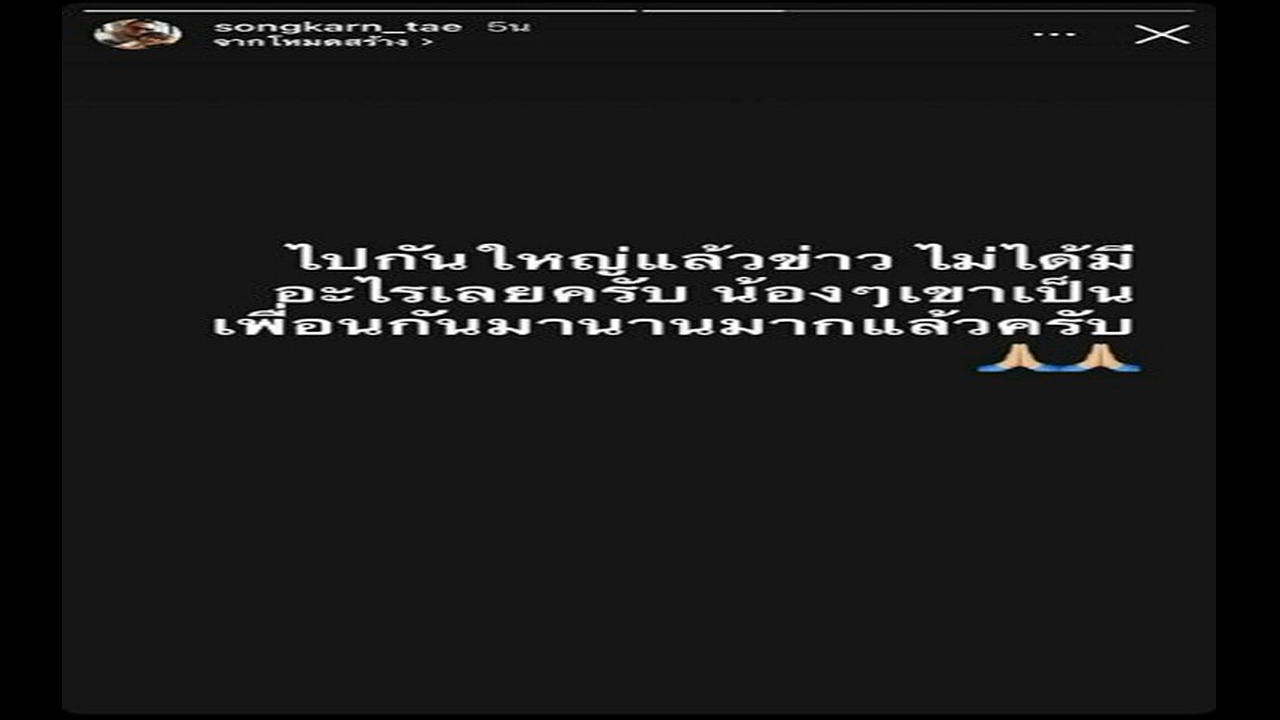 songkarn_tae 5น
จากโหมดสร้าง >
ไปกันใหญ่แล้วข่าว ไม่ได้มี
อะไรเลยครับ น้องๆเขาเป็น
เพื่อนกันมานานมากแล้วครับ
🙏🏻🙏🏻